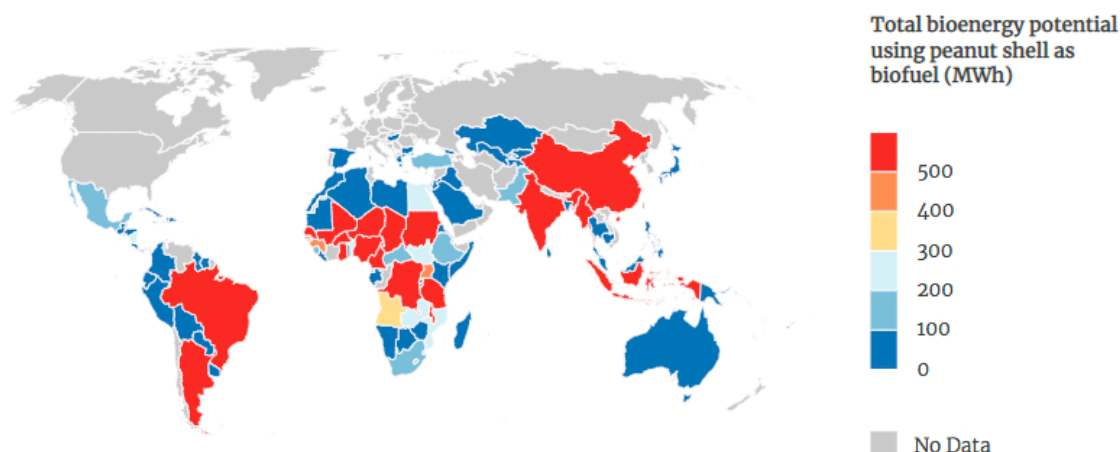 Total bioenergy potential
using peanut shell as
biofuel (MWh)
500
400
300
200
100
0
No Data